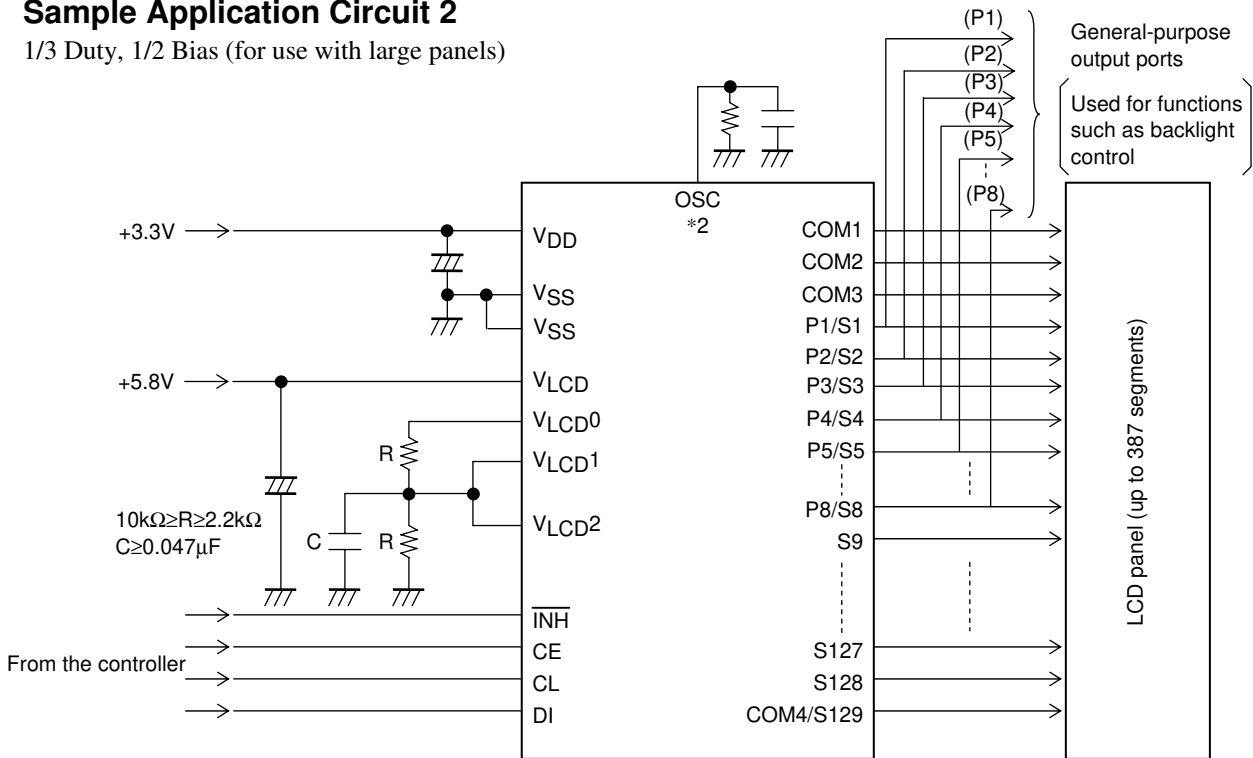 Sample Application Circuit 2
1/3 Duty, 1/2 Bias (for use with large panels)
(P1)
(P2)
(P3)
(P4)
(P5)
(P8)
General-purpose
output ports
Used for functions
such as backlight
control
OSC
*2
+3.3V
VDD
VSS
VSS
+5.8V
VLCD
VLCD0
R
VLCD1
VLCD2
10kΩ≥R≥2.2kΩ
C≥0.047μF
C
R
INH
From the controller
CE
CL
DI
COM1
COM2
COM3
P1/S1
P2/S2
P3/S3
P4/S4
P5/S5
P8/S8
S9
S127
S128
COM4/S129
LCD panel (up to 387 segments)